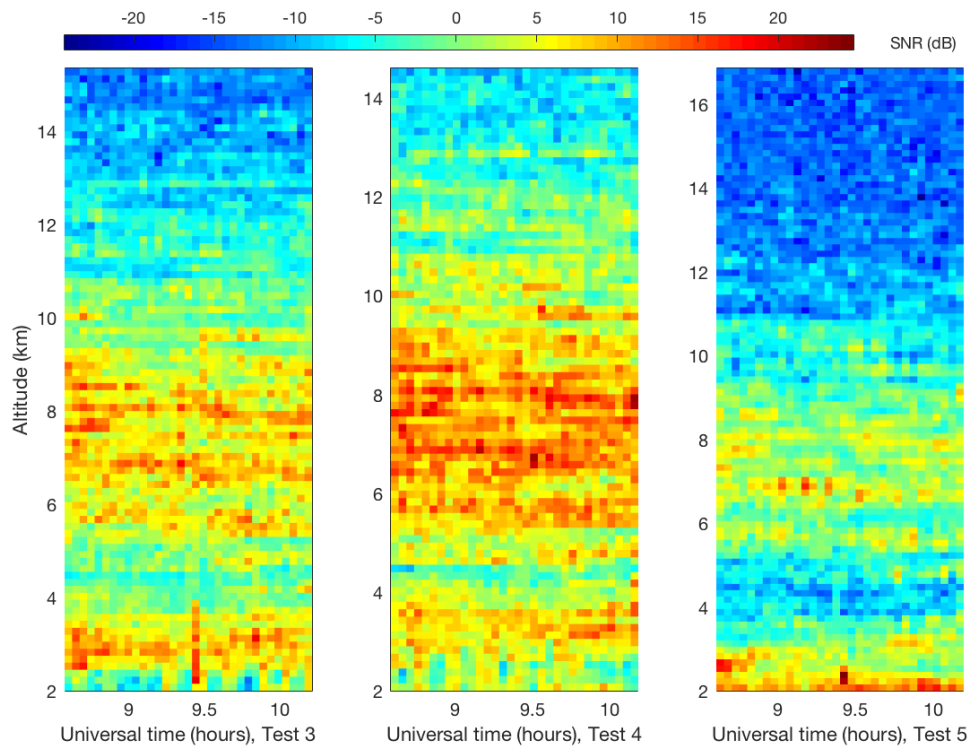 -20 -15 -10 -5 0 5 10 15 20
SNR (dB)
Altitude (km)
14
12
10
8
6
4
2
9 9.5 10
Universal time (hours), Test 3
14
12
10
8
6
4
2
9 9.5 10
Universal time (hours), Test 4
16
14
12
10
8
6
4
2
9 9.5 10
Universal time (hours), Test 5